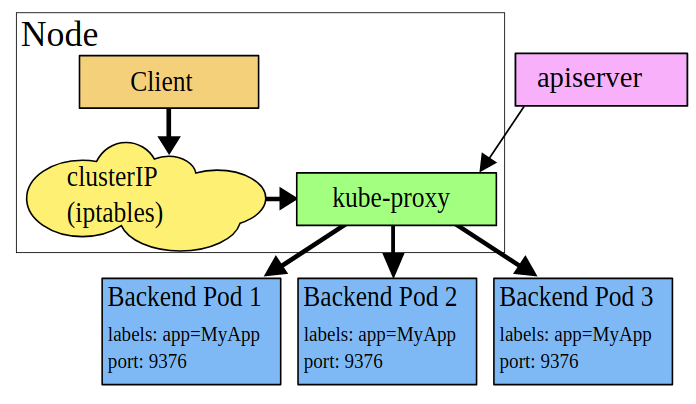 Node
Client
apiserver
clusterIP
(iptables)
kube-proxy
Backend Pod 1
labels: app=MyApp
port: 9376
Backend Pod 2
labels: app=MyApp
port: 9376
Backend Pod 3
labels: app=MyApp
port: 9376